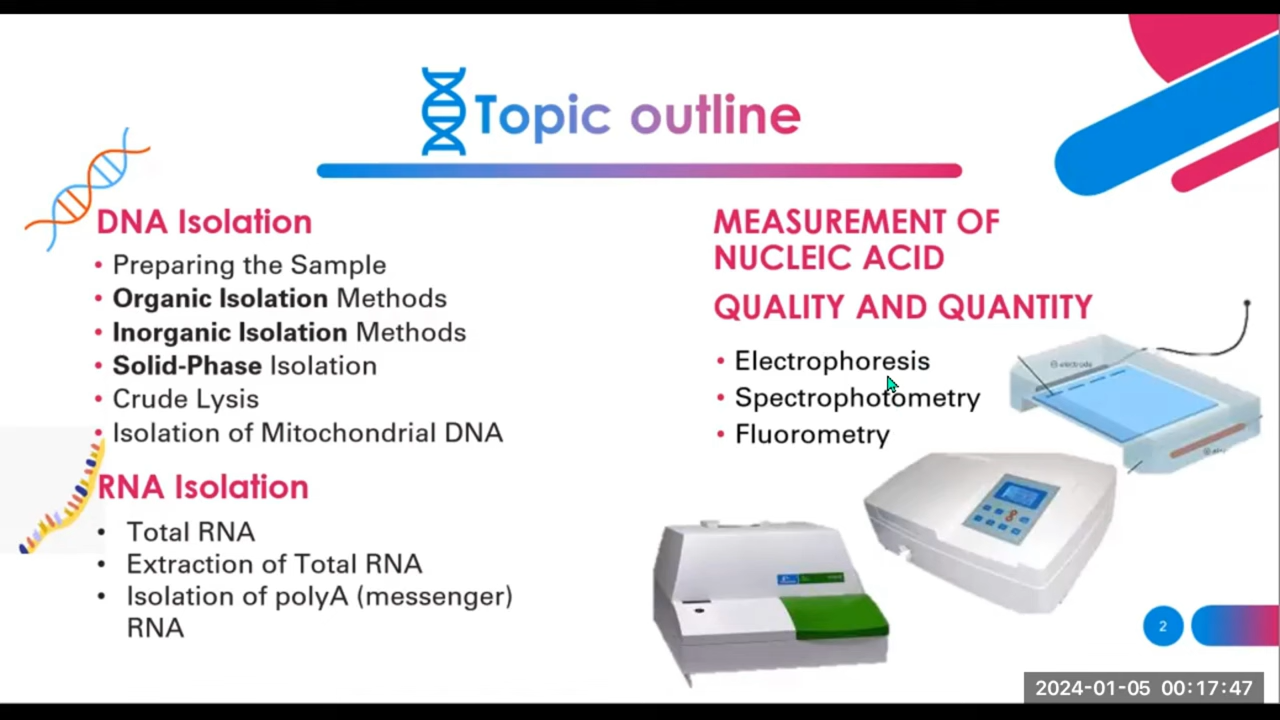 Topic outline
DNA Isolation
• Preparing the Sample
• Organic Isolation Methods
• Inorganic Isolation Methods
• Solid-Phase Isolation
• Crude Lysis
• Isolation of Mitochondrial DNA
RNA Isolation
• Total RNA
• Extraction of Total RNA
• Isolation of polyA (messenger)
RNA
MEASUREMENT OF
NUCLEIC ACID
QUALITY AND QUANTITY
• Electrophoresis
• Spectrophotometry
• Fluorometry
electrode
2
2024-01-05 00:17:47